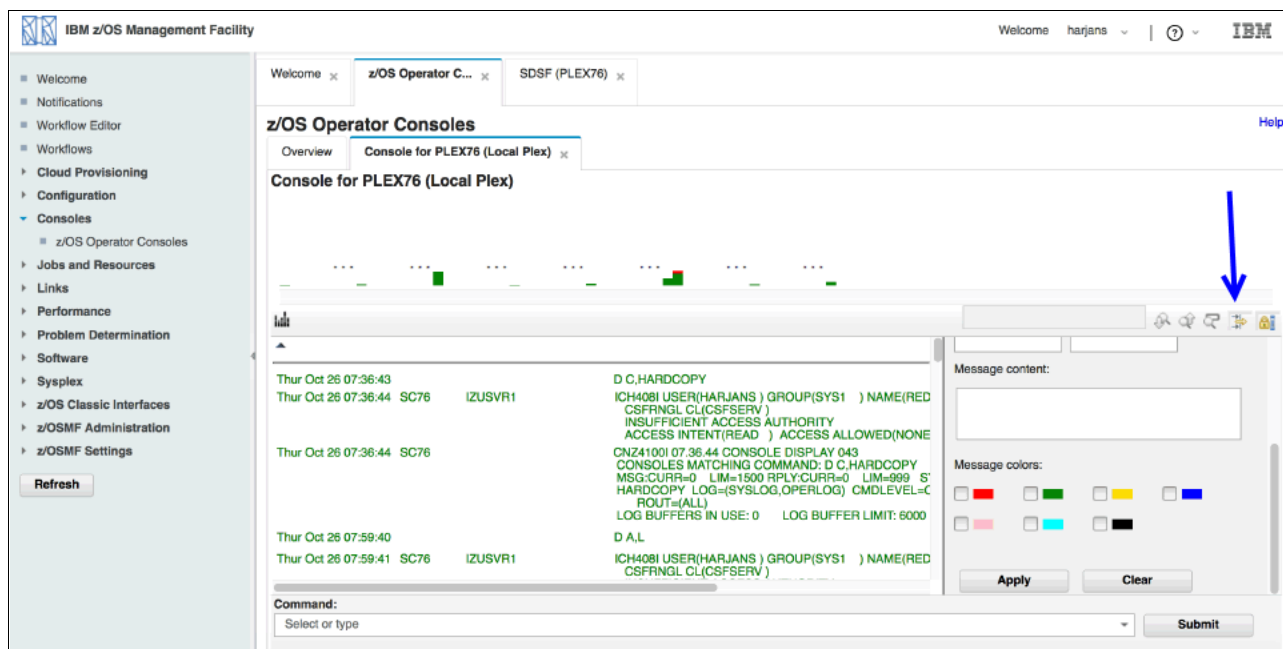 IBM z/OS Management Facility
Welcome harjans
IBM
Welcome
Notifications
Workflow Editor
Workflows
Cloud Provisioning
Configuration
Consoles
z/OS Operator Consoles
Jobs and Resources
Links
Performance
Problem Determination
Software
Sysplex
z/OS Classic Interfaces
z/OSMF Administration
z/OSMF Settings
Refresh
Welcome
z/OS Operator C...
SDSF (PLEX76)
z/OS Operator Consoles
Help
Overview
Console for PLEX76 (Local Plex)
Console for PLEX76 (Local Plex)
Thur Oct 26 07:36:43 D C,HARDCOPY
Thur Oct 26 07:36:44 SC76 IZUSVR1 ICH408I USER(HARJANS ) GROUP(SYS1 ) NAME(RED
CSFRNGL CL(CSFSERV )
INSUFFICIENT ACCESS AUTHORITY
ACCESS INTENT(READ ) ACCESS ALLOWED(NONE
Thur Oct 26 07:36:44 SC76 CNZ4100I 07.36.44 CONSOLE DISPLAY 043
CONSOLES MATCHING COMMAND: D C,HARDCOPY
MSG:CURR=0 LIM=1500 RPLY:CURR=0 LIM=999 S
HARDCOPY LOG=(SYSLOG,OPERLOG) CMDLEVEL=
ROUT=(ALL)
LOG BUFFERS IN USE: 0 LOG BUFFER LIMIT: 6000
Thur Oct 26 07:59:40 D A,L
Thur Oct 26 07:59:41 SC76 IZUSVR1 ICH408I USER(HARJANS ) GROUP(SYS1 ) NAME(RED
CSFRNGL CL(CSFSERV )
Message content:
Message colors:
Apply
Clear
Command:
Select or type
Submit